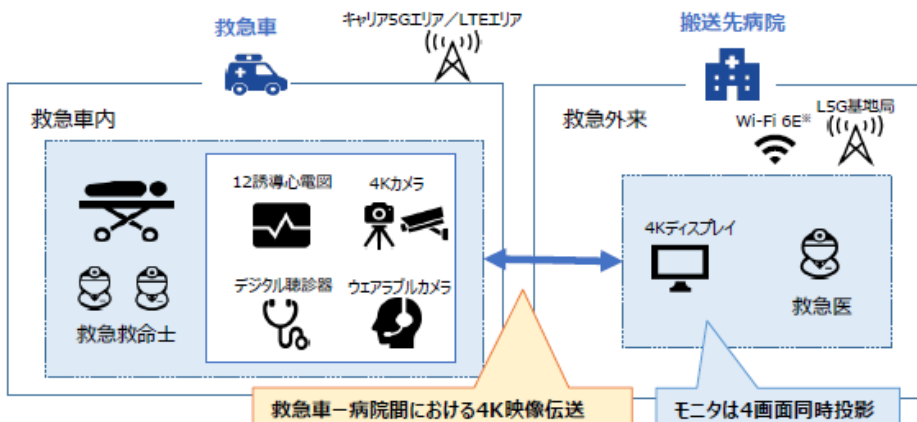 救急車
キャリア5Gエリア／LTEエリア
搬送先病院
救急車内
救急外来
Wi-Fi 6E※
L5G基地局
12誘導心電図
4Kカメラ
デジタル聴診器
ウェアラブルカメラ
救急救命士
4Kディスプレイ
救急医
救急車－病院間における4K映像伝送
モニタは4画面同時投影